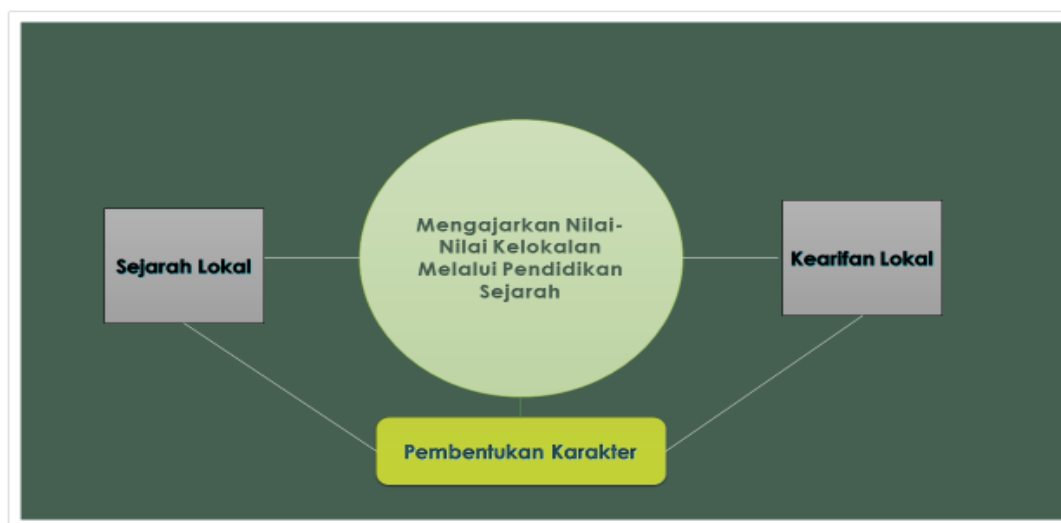 Mengajarkan Nilai-
Nilai Kelokalan
Melalui Pendidikan
Sejarah
Sejarah Lokal
Kearifan Lokal
Pembentukan Karakter